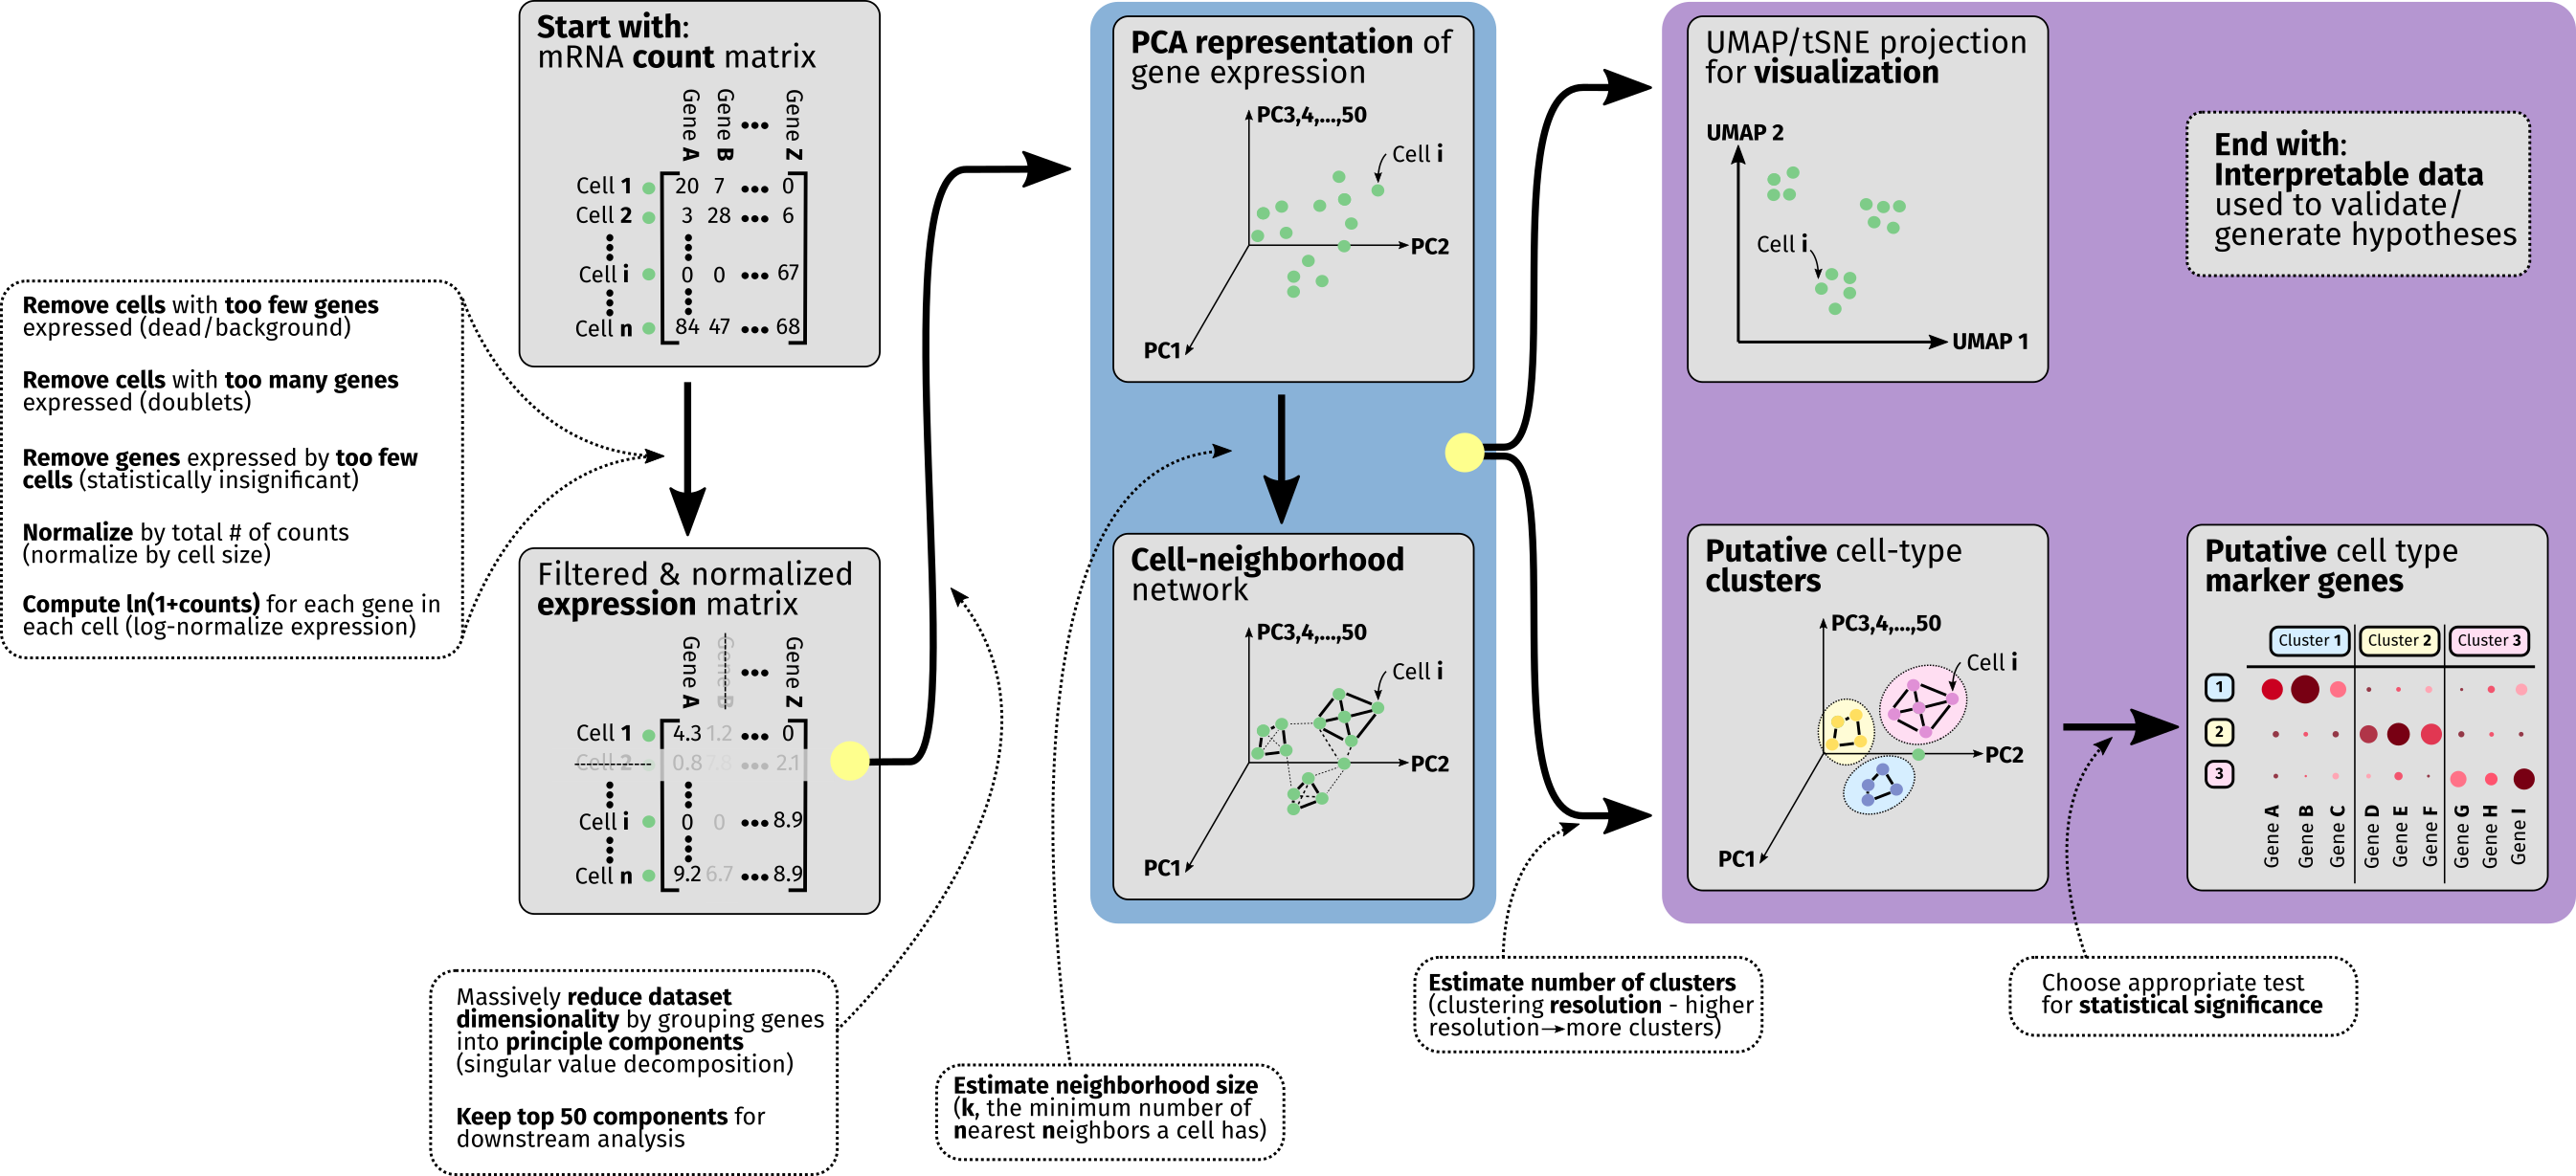 Start with:
mRNA count matrix
Gene A
Gene B
...
Gene Z
Cell 1 20 7 ... 0
Cell 2 3 28 ... 6
Cell i 0 0 ... 67
Cell n 84 47 ... 68
Remove cells with too few genes
expressed (dead/background)
Remove cells with too many genes
expressed (doublets)
Remove genes expressed by too few
cells (statistically insignificant)
Normalize by total # of counts
(normalize by cell size)
Compute ln(1+counts) for each gene in
each cell (log-normalize expression)
Filtered & normalized
expression matrix
Gene A
Gene B
...
Gene Z
Cell 1 4.3 1.2 ... 0
Cell 2 0.8 7.8 ... 2.1
Cell i 0 0 ... 8.9
Cell n 9.2 6.7 ... 8.9
Massively reduce dataset
dimensionality by grouping genes
into principle components
(singular value decomposition)
Keep top 50 components for
downstream analysis
PCA representation of
gene expression
PC3,4,...,50
Cell i
PC2
PC1
Estimate neighborhood size
(k, the minimum number of
nearest neighbors a cell has)
Cell-neighborhood
network
PC3,4,...,50
Cell i
PC2
PC1
UMAP/tSNE projection
for visualization
UMAP 2
Cell i
UMAP 1
Estimate number of clusters
(clustering resolution - higher
resolution→more clusters)
Putative cell-type
clusters
PC3,4,...,50
Cell i
PC2
PC1
Choose appropriate test
for statistical significance
Putative cell type
marker genes
Cluster 1
Cluster 2
Cluster 3
1
2
3
Gene A
Gene B
Gene C
Gene D
Gene E
Gene F
Gene G
Gene H
Gene I
End with:
Interpretable data
used to validate/
generate hypotheses